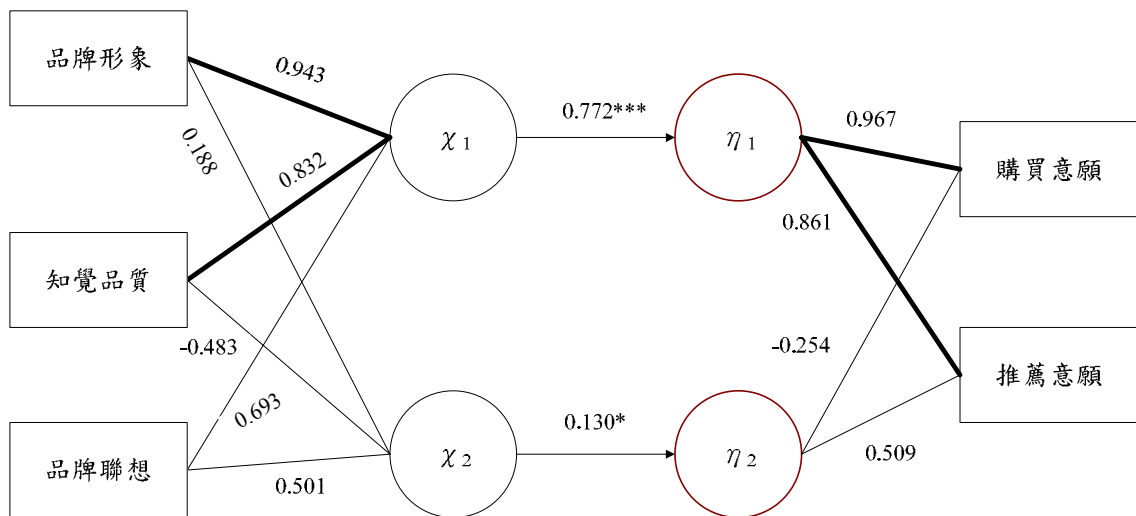 品牌形象
0.943
0.772***
0.967
χ 1
η 1
購買意願
0.188
0.832
知覺品質
0.861
-0.483
-0.254
推薦意願
0.693
0.130*
χ 2
η 2
0.509
品牌聯想
0.501